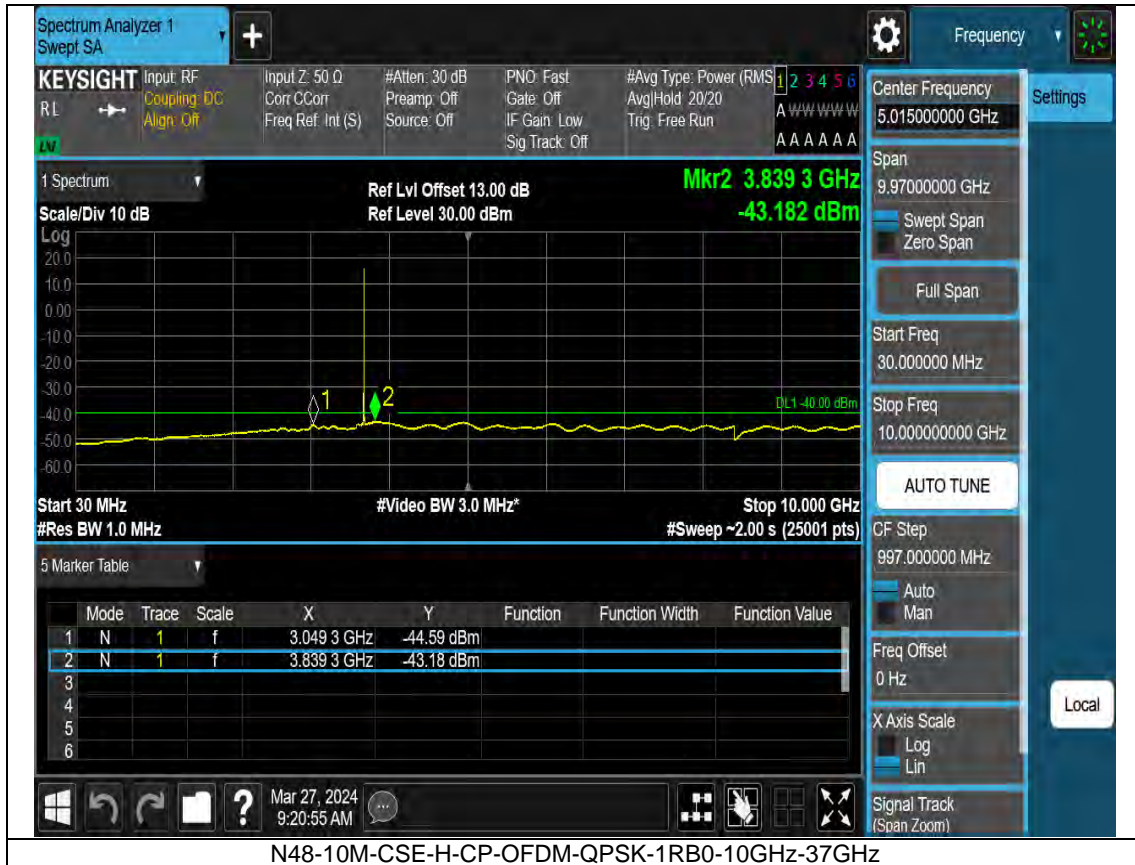 Spectrum Analyzer 1
Swept SA
+
Frequency
KEYSIGHT
RL
LXI
Input: RF
Coupling: DC
Align: Off
Input Z: 50 Ω
Corr CCorr
Freq Ref: Int (S)
#Atten: 30 dB
Preamp: Off
Source: Off
PNO: Fast
Gate: Off
IF Gain: Low
Sig Track: Off
#Avg Type: Power (RMS
Avg|Hold: 20/20
Trig: Free Run
1 2 3 4 5 6
A W W W W W
A A A A A A
1 Spectrum
Scale/Div 10 dB
Ref Lvl Offset 13.00 dB
Ref Level 30.00 dBm
Mkr2 3.839 3 GHz
-43.182 dBm
Log
20.0
10.0
0.00
-10.0
-20.0
-30.0
-40.0
-50.0
-60.0
1
2
DL1 -40.00 dBm
Start 30 MHz
#Video BW 3.0 MHz*
Stop 10.000 GHz
#Res BW 1.0 MHz
#Sweep ~2.00 s (25001 pts)
5 Marker Table
Mode Trace Scale X Y Function Function Width Function Value
1 N 1 f 3.049 3 GHz -44.59 dBm
2 N 1 f 3.839 3 GHz -43.18 dBm
3
4
5
6
Mar 27, 2024
9:20:55 AM
?
Center Frequency
5.015000000 GHz
Settings
Span
9.97000000 GHz
Swept Span
Zero Span
Full Span
Start Freq
30.000000 MHz
Stop Freq
10.000000000 GHz
AUTO TUNE
CF Step
997.000000 MHz
Auto
Man
Freq Offset
0 Hz
X Axis Scale
Log
Lin
Local
Signal Track
(Span Zoom)
N48-10M-CSE-H-CP-OFDM-QPSK-1RB0-10GHz-37GHz